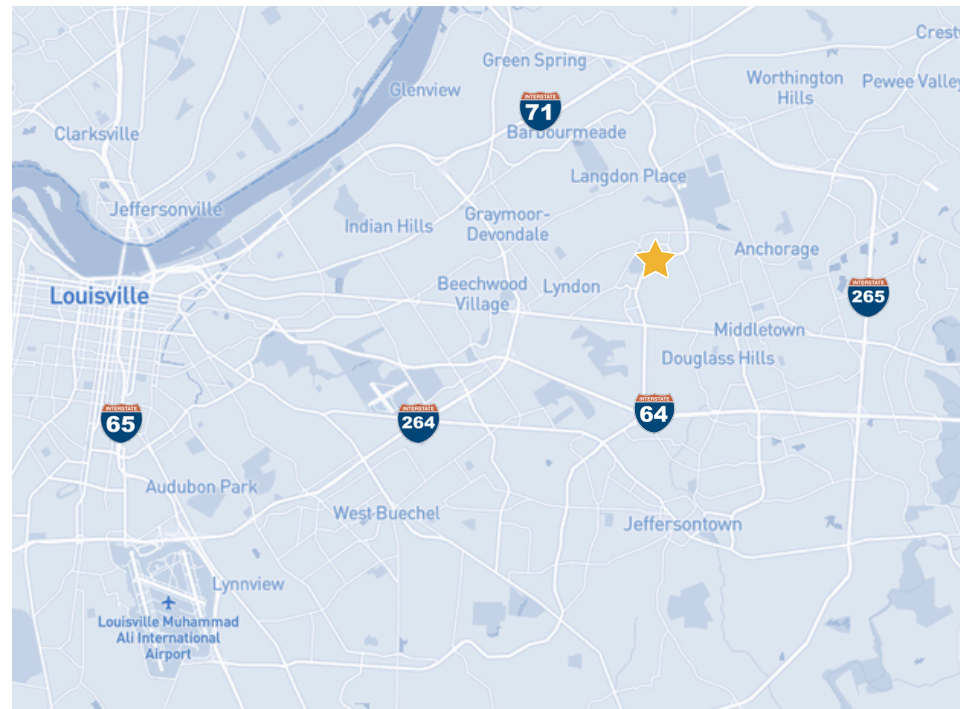 Crest
Green Spring
Worthington
Hills
Pewee Valley
Glenview
INTERSTATE
71
Clarksville
Barbourmeade
Langdon Place
Jeffersonville
Indian Hills
Graymoor-
Devondale
Anchorage
Louisville
Beechwood
Village
Lyndon
INTERSTATE
265
Middletown
Douglass Hills
INTERSTATE
65
INTERSTATE
264
INTERSTATE
64
Audubon Park
West Buechel
Jeffersontown
Lynnview
Louisville Muhammad
Ali International
Airport